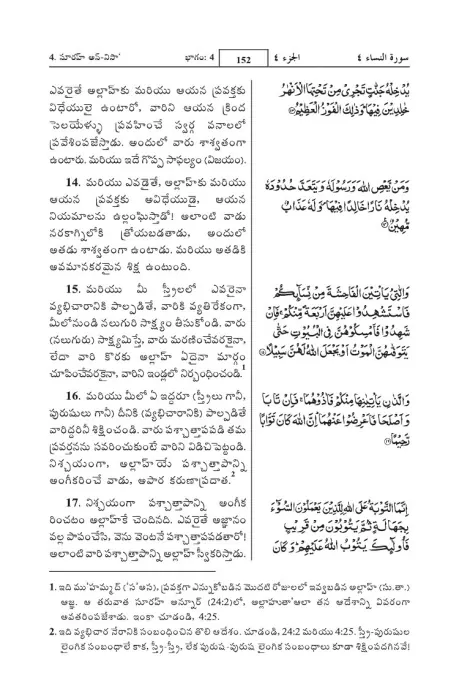 4. సూరహ్ అన్-నిసా'
భాగం: 4
152
الجزء ٤
سورة النساء ٤
ఎవరైతే అల్లాహ్‌కు మరియు ఆయన ప్రవక్తకు
విధేయులై ఉంటారో, వారిని ఆయన క్రింద
సెలయేళ్ళు ప్రవహించే స్వర్గ వనాలలో
ప్రవేశింపజేస్తాడు. అందులో వారు శాశ్వతంగా
ఉంటారు. మరియు ఇదే గొప్ప సాఫల్యం (విజయం).
يُدْخِلْهُ جَنّٰتٍ تَجْرِيْ مِنْ تَحْتِهَا الْاَنْهٰرُ
خٰلِدِيْنَ فِيْهَا وَذٰلِكَ الْفَوْزُ الْعَظِيْمُ
14. మరియు ఎవడైతే, అల్లాహ్‌కు మరియు
ఆయన ప్రవక్తకు అవిధేయుడై, ఆయన
నియమాలను ఉల్లంఘిస్తాడో! అలాంటి వాడు
నరకాగ్నిలోకి త్రోయబడతాడు, అందులో
అతడు శాశ్వతంగా ఉంటాడు. మరియు అతడికి
అవమానకరమైన శిక్ష ఉంటుంది.
وَمَنْ يَّعْصِ اللهَ وَرَسُوْلَهٗ وَيَتَعَدَّ حُدُوْدَهٗ
يُدْخِلْهُ نَارًا خَالِدًا فِيْهَا وَلَهٗ عَذَابٌ
مُّهِيْنٌ
15. మరియు మీ స్త్రీలలో ఎవరైనా
వ్యభిచారానికి పాల్పడితే, వారికి వ్యతిరేకంగా,
మీలోనుండి నలుగురి సాక్ష్యం తీసుకోండి. వారు
(నలుగురు) సాక్ష్యమిస్తే, వారు మరణించేవరకైనా,
లేదా వారి కొరకు అల్లాహ్ ఏదైనా మార్గం
చూపించేవరకైనా, వారిని ఇండ్లలో నిర్బంధించండి.1
وَالّٰتِيْ يَاْتِيْنَ الْفَاحِشَةَ مِنْ نِّسَآىِٕكُمْ
فَاسْتَشْهِدُوْا عَلَيْهِنَّ اَرْبَعَةً مِّنْكُمْ فَاِنْ
شَهِدُوْا فَاَمْسِكُوْهُنَّ فِي الْبُيُوْتِ حَتّٰى
يَتَوَفّٰهُنَّ الْمَوْتُ اَوْ يَجْعَلَ اللهُ لَهُنَّ سَبِيْلًا
16. మరియు మీలో ఏ ఇద్దరూ (స్త్రీలు గానీ,
పురుషులు గానీ) దీనికి (వ్యభిచారానికి) పాల్పడితే
వారిద్దరినీ శిక్షించండి. వారు పశ్చాత్తాపపడి తమ
ప్రవర్తనను సవరించుకుంటే వారిని విడిచిపెట్టండి.
నిశ్చయంగా, అల్లాహ్ యే పశ్చాత్తాపాన్ని
అంగీకరించే వాడు, అపార కరుణాప్రదాత.2
وَالَّذٰنِ يَاْتِيٰنِهَا مِنْكُمْ فَاٰذُوْهُمَا فَاِنْ تَابَا
وَاَصْلَحَا فَاَعْرِضُوْا عَنْهُمَا اِنَّ اللهَ كَانَ تَوَّابًا
رَّحِيْمًا
17. నిశ్చయంగా పశ్చాత్తాపాన్ని అంగీక
రించటం అల్లాహ్‌కే చెందినది. ఎవరైతే అజ్ఞానం
వల్ల పాపంచేసి, వెను వెంటనే పశ్చాత్తాపపడతారో!
అలాంటి వారి పశ్చాత్తాపాన్ని అల్లాహ్ స్వీకరిస్తాడు.
اِنَّمَا التَّوْبَةُ عَلَى اللهِ لِلَّذِيْنَ يَعْمَلُوْنَ السُّوْٓءَ
بِجَهَالَةٍ ثُمَّ يَتُوْبُوْنَ مِنْ قَرِيْبٍ
فَاُولٰٓىِٕكَ يَتُوْبُ اللهُ عَلَيْهِمْ وَكَانَ
1. ఇది ము'హమ్మద్ ('స'అస), ప్రవక్తగా ఎన్నుకోబడిన మొదటి రోజులలో ఇవ్వబడిన అల్లాహ్ (సు.తా.)
ఆజ్ఞ. ఆ తరువాత సూరహ్ అన్నూర్ (24:2)లో, అల్లాహుతా'ఆలా తన ఆదేశాన్ని వివరంగా
అవతరింపజేశాడు. ఇంకా చూడండి, 4:25.
2. ఇది వ్యభిచార నేరానికి సంబంధించిన తొలి ఆదేశం. చూడండి, 24:2 మరియు 4:25. స్త్రీ-పురుషుల
లైంగిక సంబంధాలే కాక, స్త్రీ-స్త్రీ, లేక పురుష-పురుష లైంగిక సంబంధాలు కూడా శిక్షింపదగినవే!